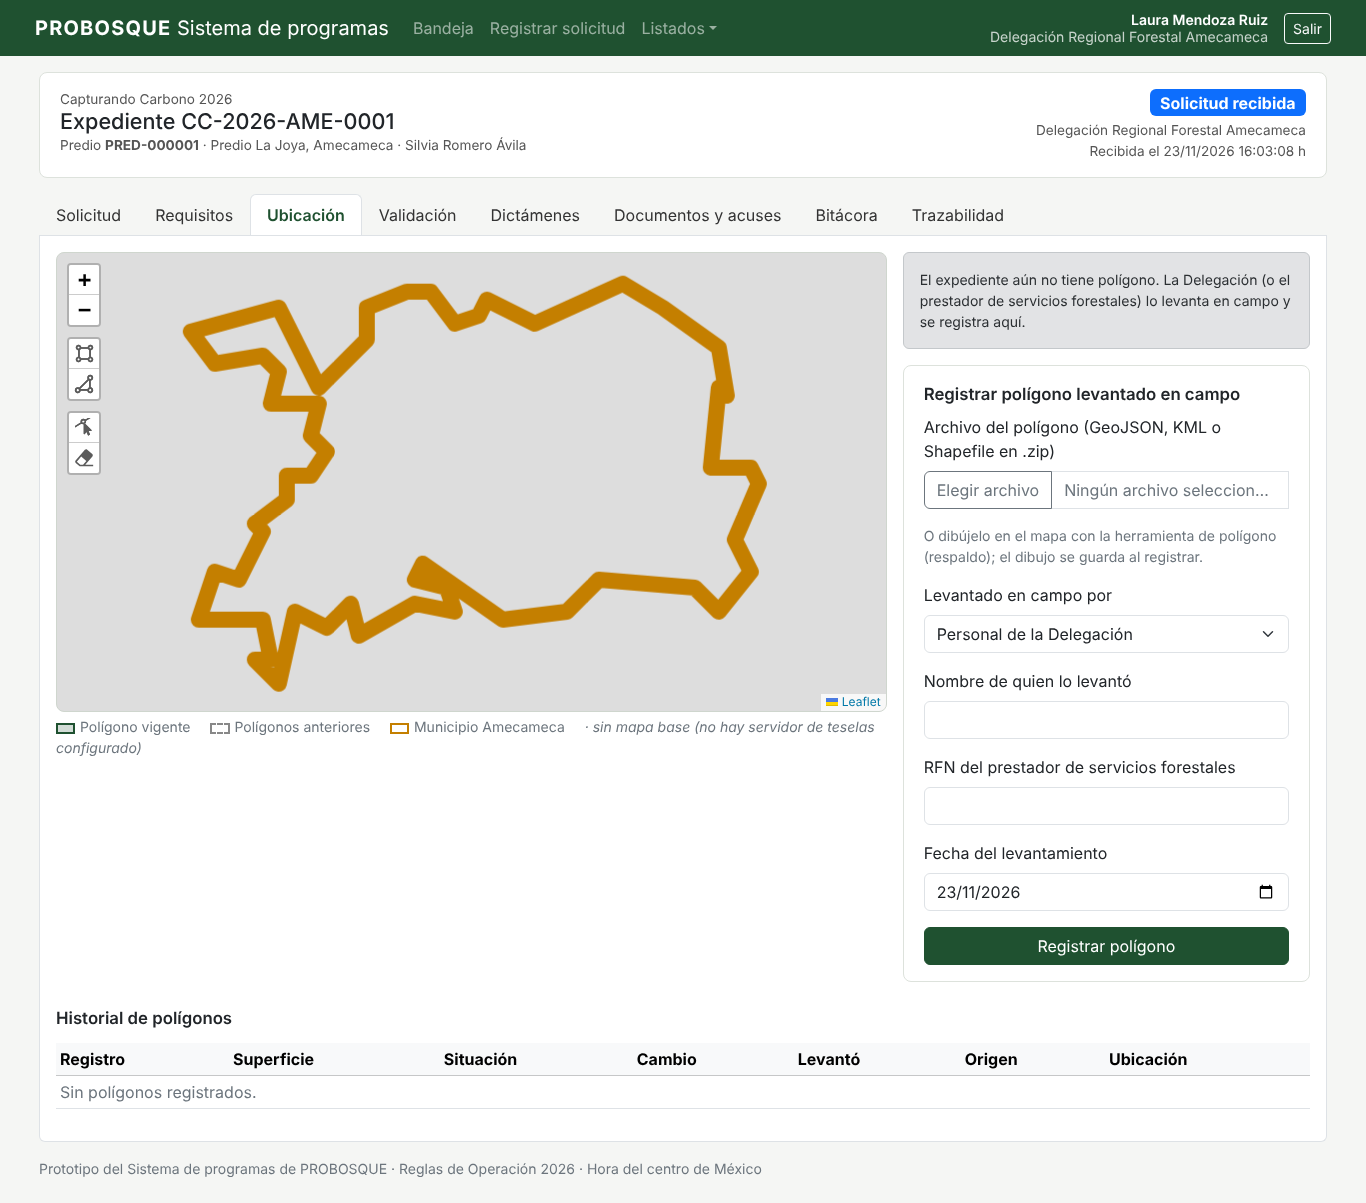 PROBOSQUE Sistema de programas
Bandeja
Registrar solicitud
Listados
Laura Mendoza Ruiz
Delegación Regional Forestal Amecameca
Salir
Capturando Carbono 2026
Expediente CC-2026-AME-0001
Predio PRED-000001 · Predio La Joya, Amecameca · Silvia Romero Ávila
Solicitud recibida
Delegación Regional Forestal Amecameca
Recibida el 23/11/2026 16:03:08 h
Solicitud
Requisitos
Ubicación
Validación
Dictámenes
Documentos y acuses
Bitácora
Trazabilidad
+
−
Leaflet
Polígono vigente
Polígonos anteriores
Municipio Amecameca
· sin mapa base (no hay servidor de teselas
configurado)
El expediente aún no tiene polígono. La Delegación (o el
prestador de servicios forestales) lo levanta en campo y
se registra aquí.
Registrar polígono levantado en campo
Archivo del polígono (GeoJSON, KML o
Shapefile en .zip)
Elegir archivo
Ningún archivo seleccion...
O dibújelo en el mapa con la herramienta de polígono
(respaldo); el dibujo se guarda al registrar.
Levantado en campo por
Personal de la Delegación
Nombre de quien lo levantó
RFN del prestador de servicios forestales
Fecha del levantamiento
23/11/2026
Registrar polígono
Historial de polígonos
Registro
Superficie
Situación
Cambio
Levantó
Origen
Ubicación
Sin polígonos registrados.
Prototipo del Sistema de programas de PROBOSQUE · Reglas de Operación 2026 · Hora del centro de México